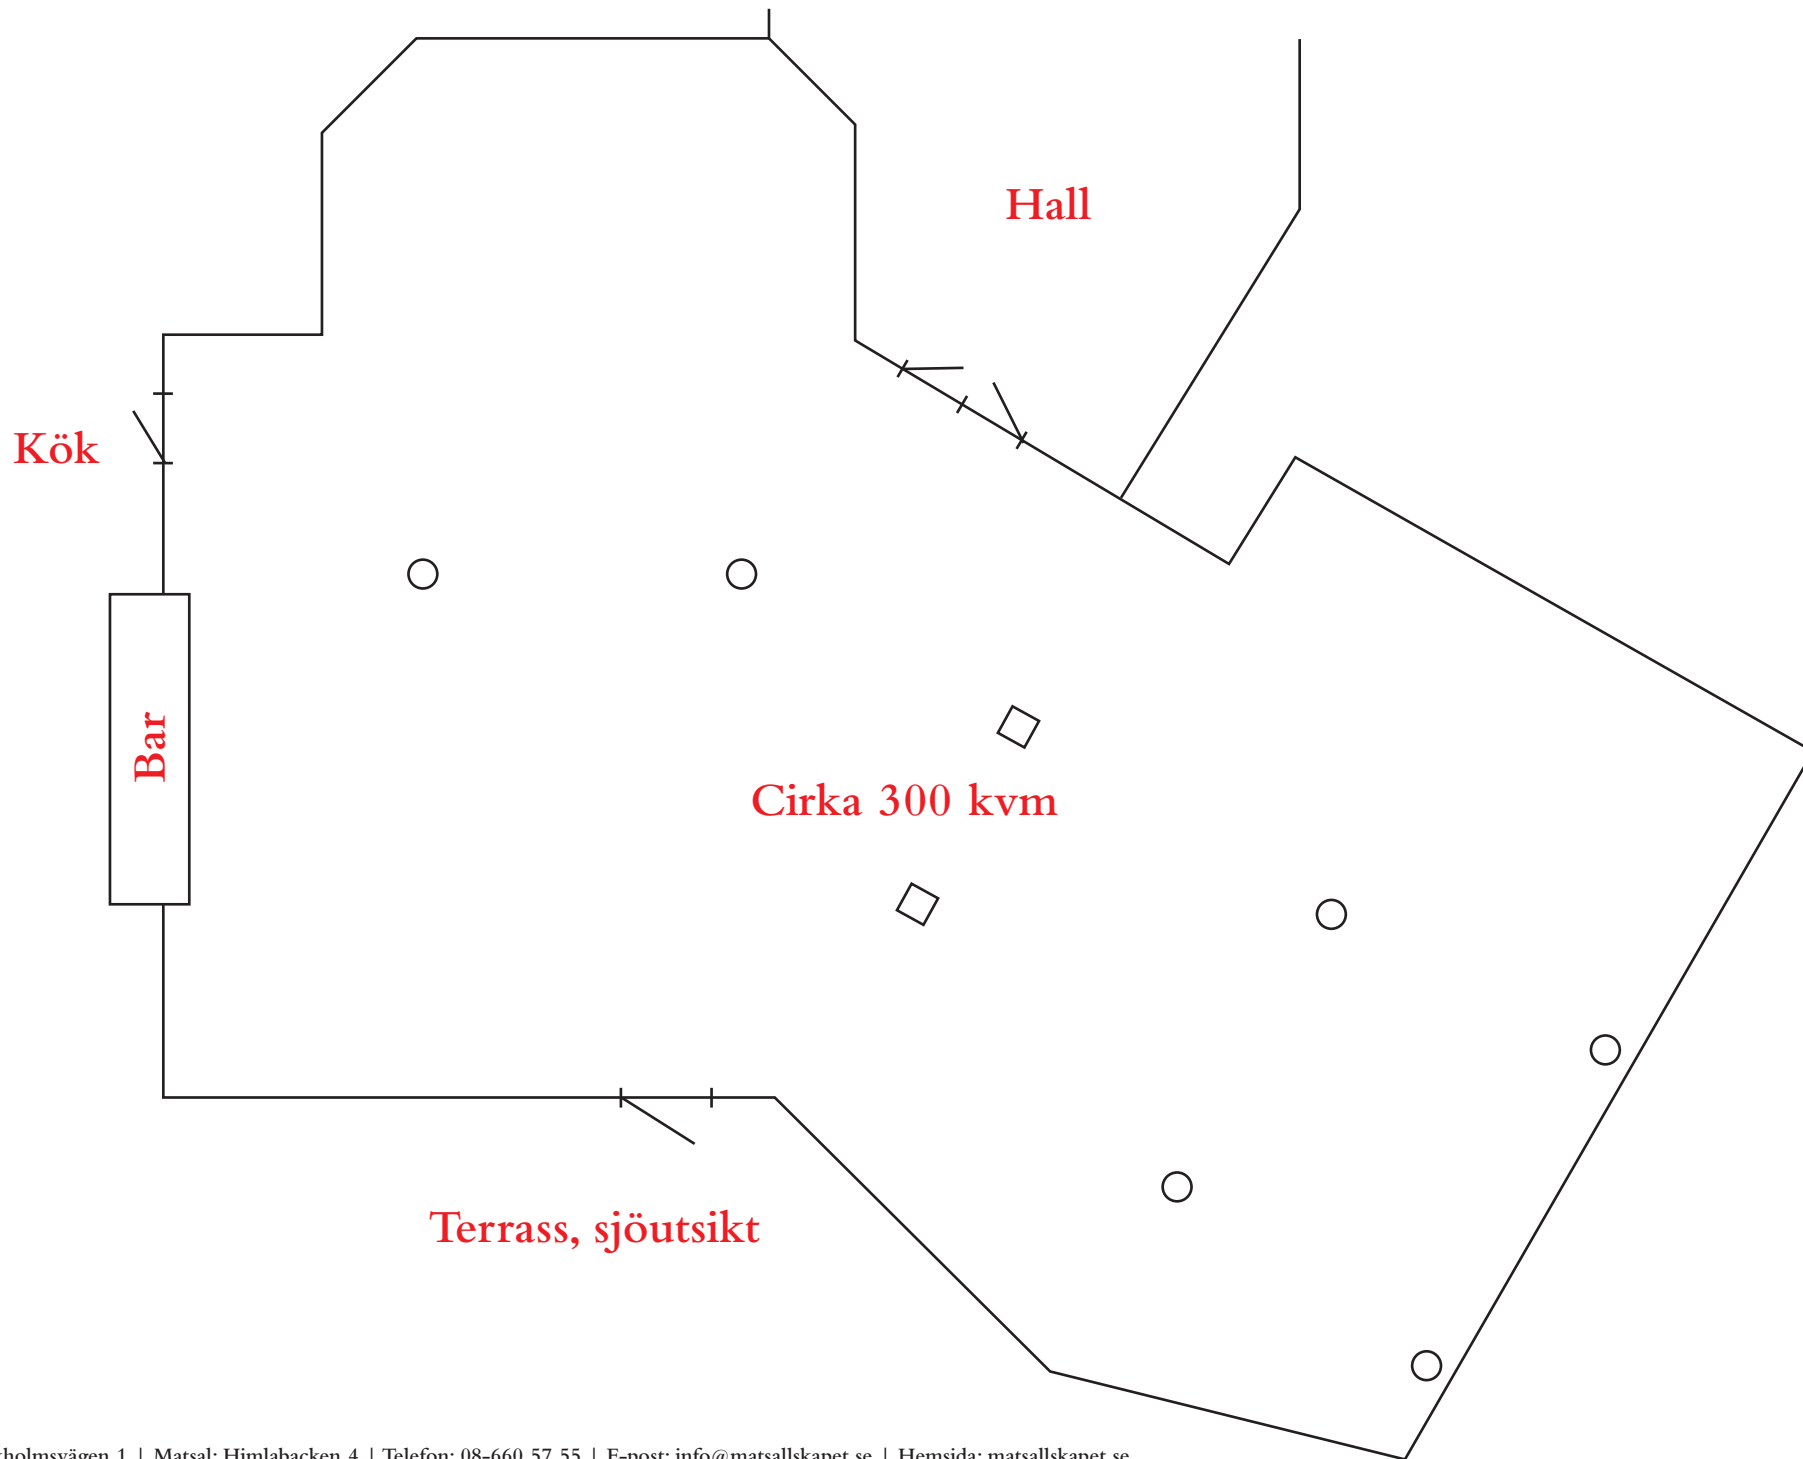 Hall
Kök
Bar
Cirka 300 kvm
Terrass, sjöutsikt
1 | Matsal: Himlabacken 4 | Telefon: 08-660 57 55 | E-post: info@matsallskapet.se | Hemsida: matsallskapet.se